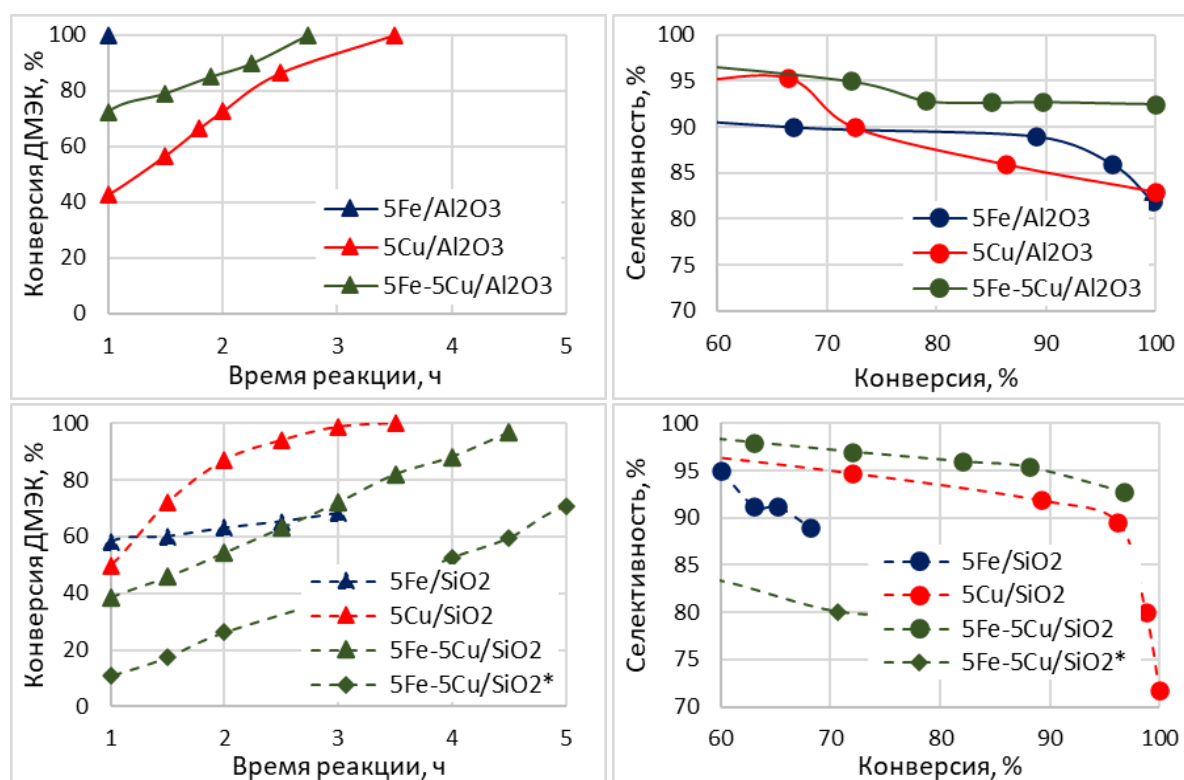 Конверсия ДМЭК, %
100
80
60
40
20
0
1
2
3
4
5
Время реакции, ч
5Fe/Al2O3
5Cu/Al2O3
5Fe-5Cu/Al2O3
Селективность, %
100
95
90
85
80
75
70
60
70
80
90
100
Конверсия, %
5Fe/Al2O3
5Cu/Al2O3
5Fe-5Cu/Al2O3
Конверсия ДМЭК, %
100
80
60
40
20
0
1
2
3
4
5
Время реакции, ч
5Fe/SiO2
5Cu/SiO2
5Fe-5Cu/SiO2
5Fe-5Cu/SiO2*
Селективность, %
100
95
90
85
80
75
70
60
70
80
90
100
Конверсия, %
5Fe/SiO2
5Cu/SiO2
5Fe-5Cu/SiO2
5Fe-5Cu/SiO2*